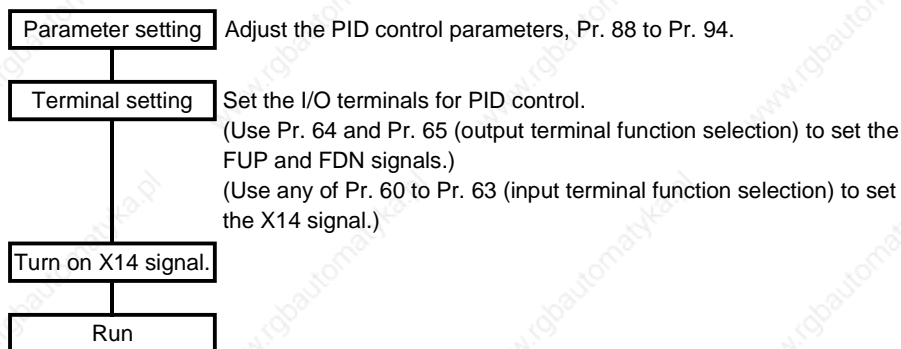 Parameter setting Adjust the PID control parameters, Pr. 88 to Pr. 94.
Terminal setting Set the I/O terminals for PID control.
(Use Pr. 64 and Pr. 65 (output terminal function selection) to set the
FUP and FDN signals.)
(Use any of Pr. 60 to Pr. 63 (input terminal function selection) to set
the X14 signal.)
Turn on X14 signal.
Run
www.rgbautomatyka.pl